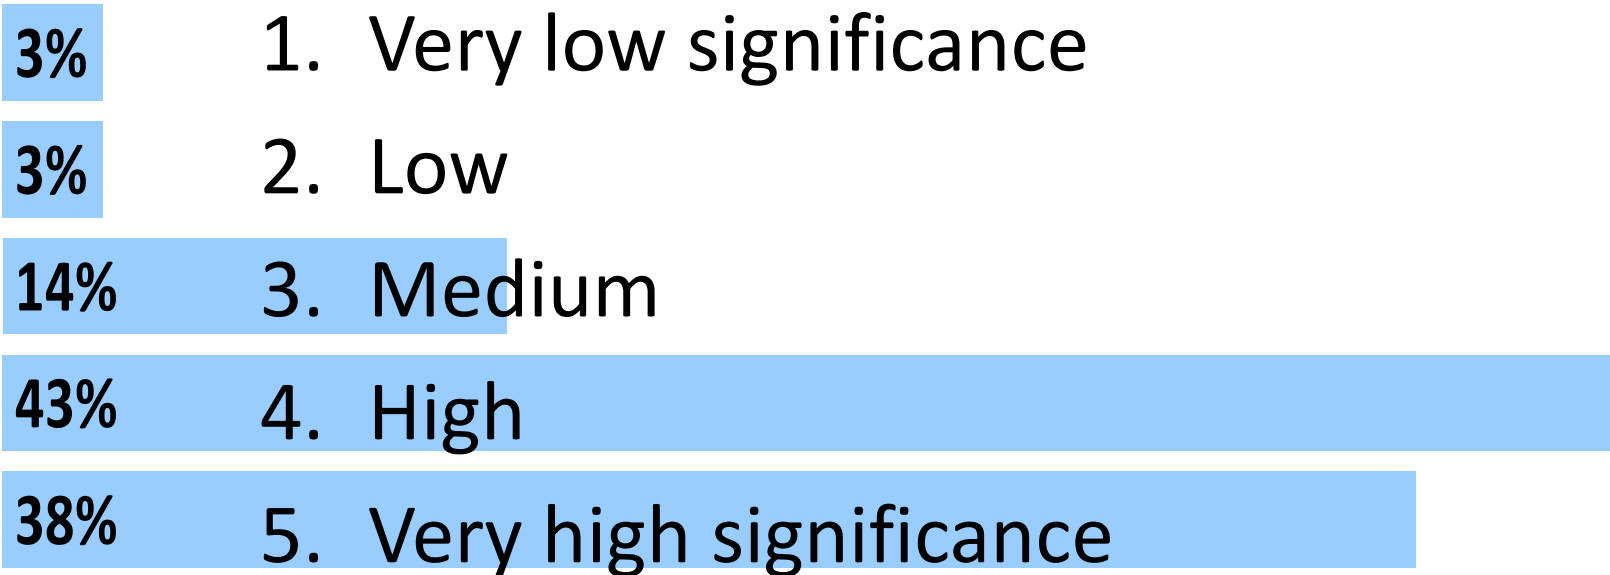 3% 1. Very low significance
3% 2. Low
14% 3. Medium
43% 4. High
38% 5. Very high significance